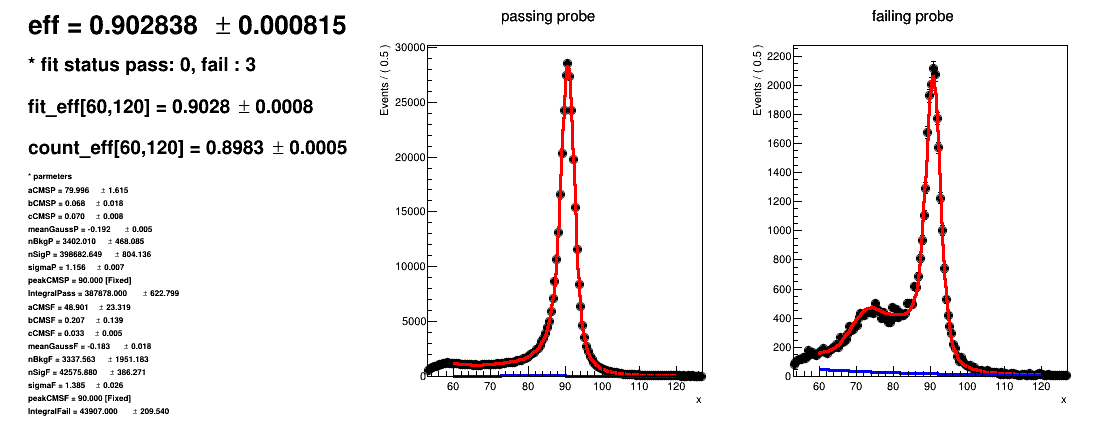 eff = 0.902838 ± 0.000815
* fit status pass: 0, fail : 3
fit_eff[60,120] = 0.9028 ± 0.0008
count_eff[60,120] = 0.8983 ± 0.0005
* parmeters
aCMSP = 79.996 ± 1.615
bCMSP = 0.068 ± 0.018
cCMSP = 0.070 ± 0.008
meanGaussP = -0.192 ± 0.005
nBkgP = 3402.010 ± 468.085
nSigP = 398682.649 ± 804.136
sigmaP = 1.156 ± 0.007
peakCMSP = 90.000 [Fixed]
IntegralPass = 387878.000 ± 622.799
aCMSF = 48.901 ± 23.319
bCMSF = 0.207 ± 0.139
cCMSF = 0.033 ± 0.005
meanGaussF = -0.183 ± 0.018
nBkgF = 3337.563 ± 1951.183
nSigF = 42575.880 ± 386.271
sigmaF = 1.385 ± 0.026
peakCMSF = 90.000 [Fixed]
IntegralFail = 43907.000 ± 209.540
passing probe
Events / ( 0.5 )
30000
25000
20000
15000
10000
5000
0
60 70 80 90 100 110 120
x
failing probe
Events / ( 0.5 )
2200
2000
1800
1600
1400
1200
1000
800
600
400
200
0
60 70 80 90 100 110 120
x